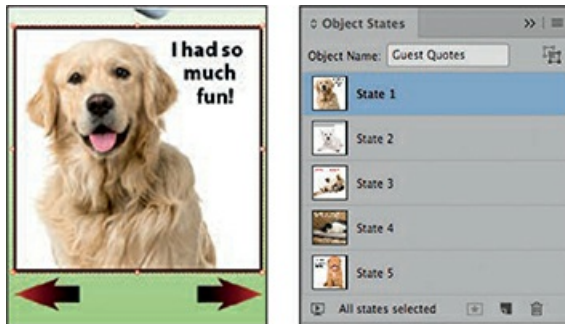 I had so
much
fun!
Object States
Object Name: Guest Quotes
State 1
State 2
State 3
State 4
State 5
All states selected